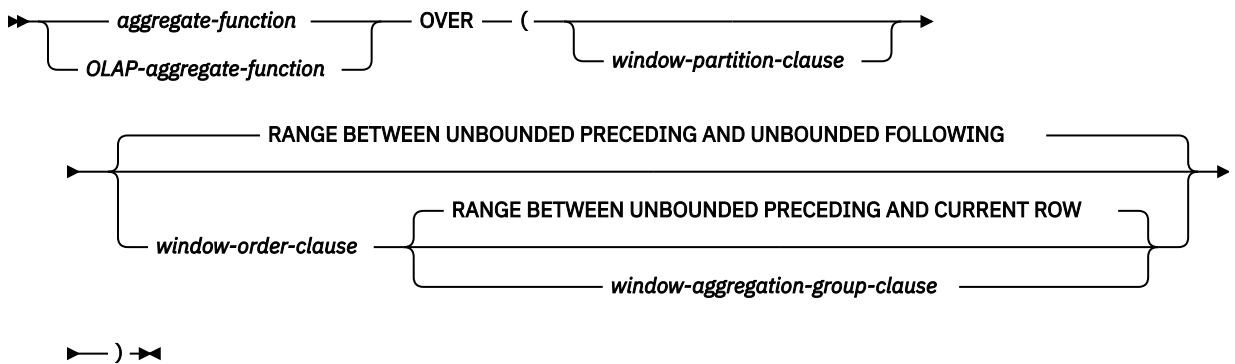 aggregate-function OVER (
OLAP-aggregate-function window-partition-clause
RANGE BETWEEN UNBOUNDED PRECEDING AND UNBOUNDED FOLLOWING
RANGE BETWEEN UNBOUNDED PRECEDING AND CURRENT ROW
window-order-clause
window-aggregation-group-clause
)